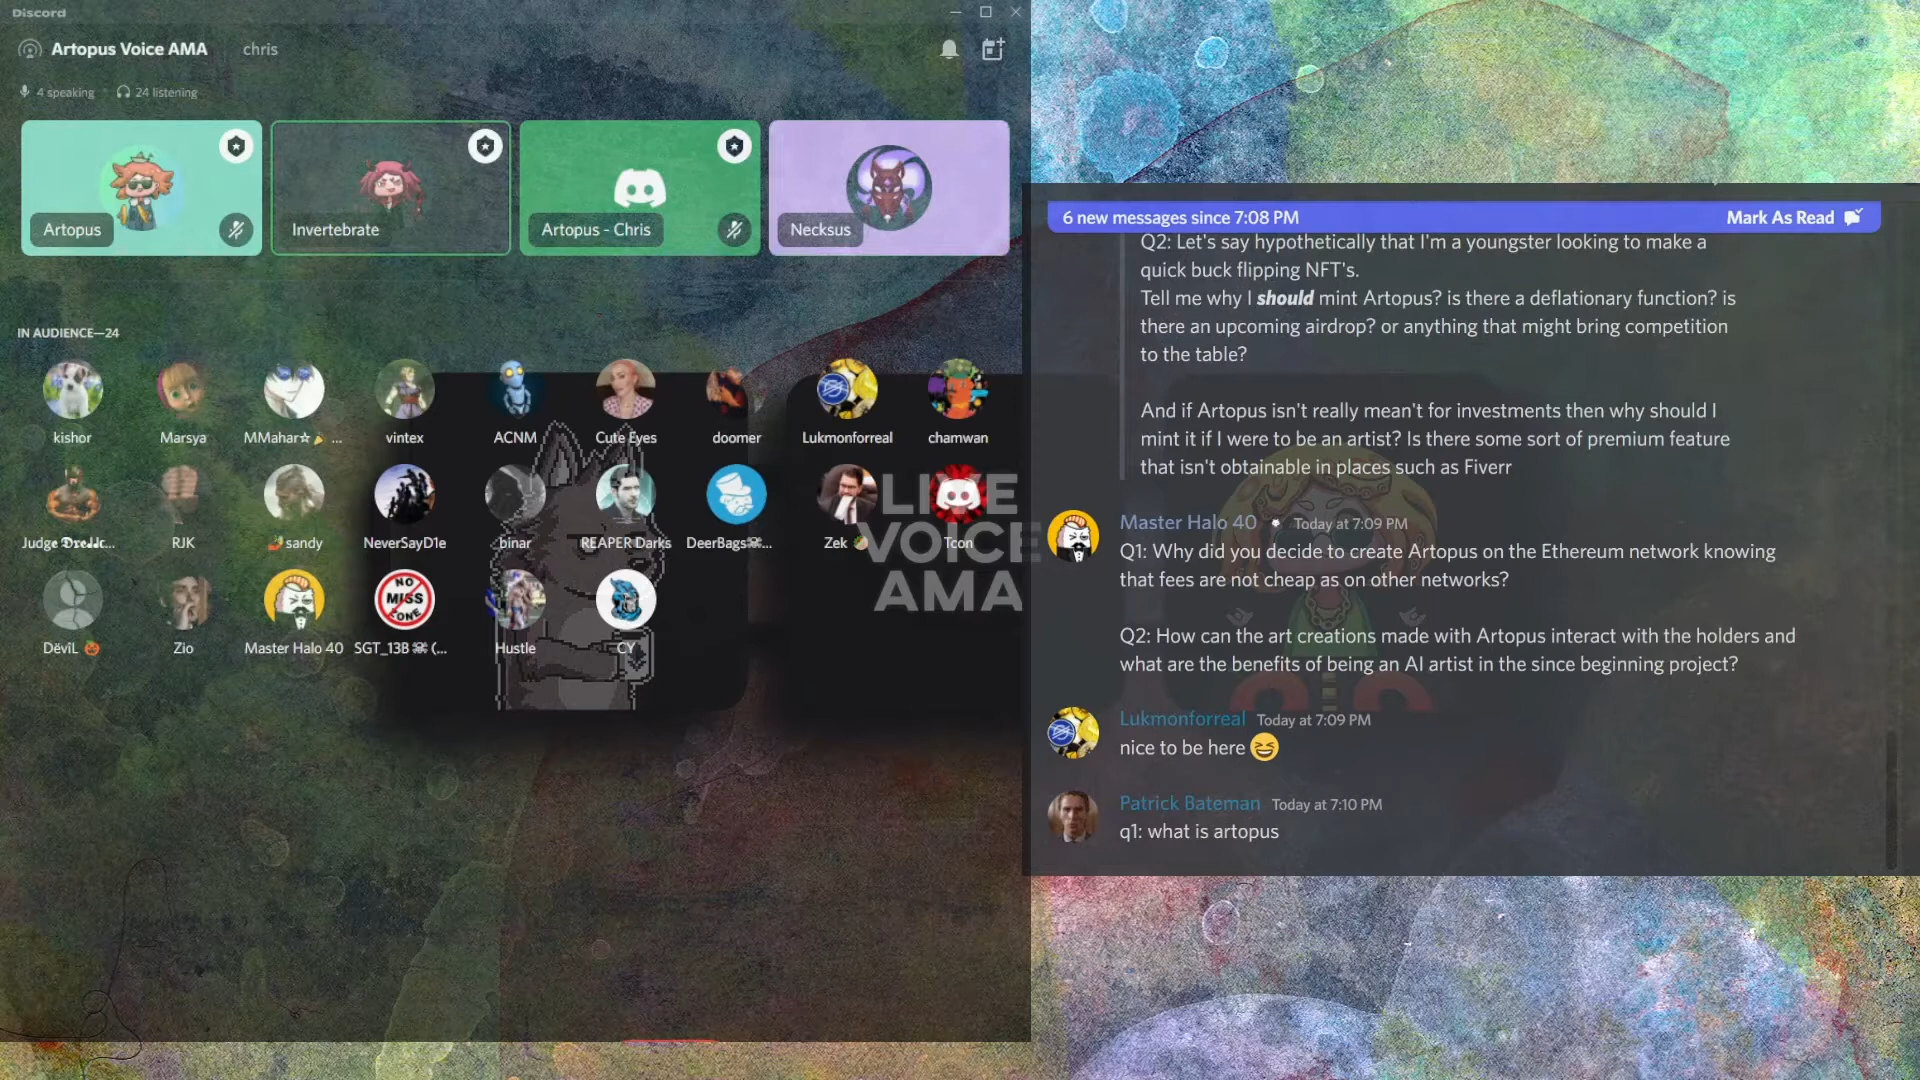 Discord
Artopus Voice AMA
chris
4 speaking
24 listening
Artopus
Invertebrate
Artopus - Chris
Necksus
IN AUDIENCE—24
kishor
Marsya
MMahar☆ ...
vintex
ACNM
Cute Eyes
doomer
Lukmonforreal
chamwan
RJK
sandy
NeverSayD1e
binar
REAPER Darks
DeerBags☠...
Zek
Tcon
DëvîL 🎃
Zio
Master Halo 40
NO MISS ZONE
SGT_13B ☠ (...
Hustle
CY
LIVE
VOICE
AMA
6 new messages since 7:08 PM
Mark As Read
Q2: Let's say hypothetically that I'm a youngster looking to make a
quick buck flipping NFT's.
Tell me why I should mint Artopus? is there a deflationary function? is
there an upcoming airdrop? or anything that might bring competition
to the table?
And if Artopus isn't really mean't for investments then why should I
mint it if I were to be an artist? Is there some sort of premium feature
that isn't obtainable in places such as Fiverr
Master Halo 40 Today at 7:09 PM
Q1: Why did you decide to create Artopus on the Ethereum network knowing
that fees are not cheap as on other networks?
Q2: How can the art creations made with Artopus interact with the holders and
what are the benefits of being an AI artist in the since beginning project?
Lukmonforreal Today at 7:09 PM
nice to be here 😆
Patrick Bateman Today at 7:10 PM
q1: what is artopus